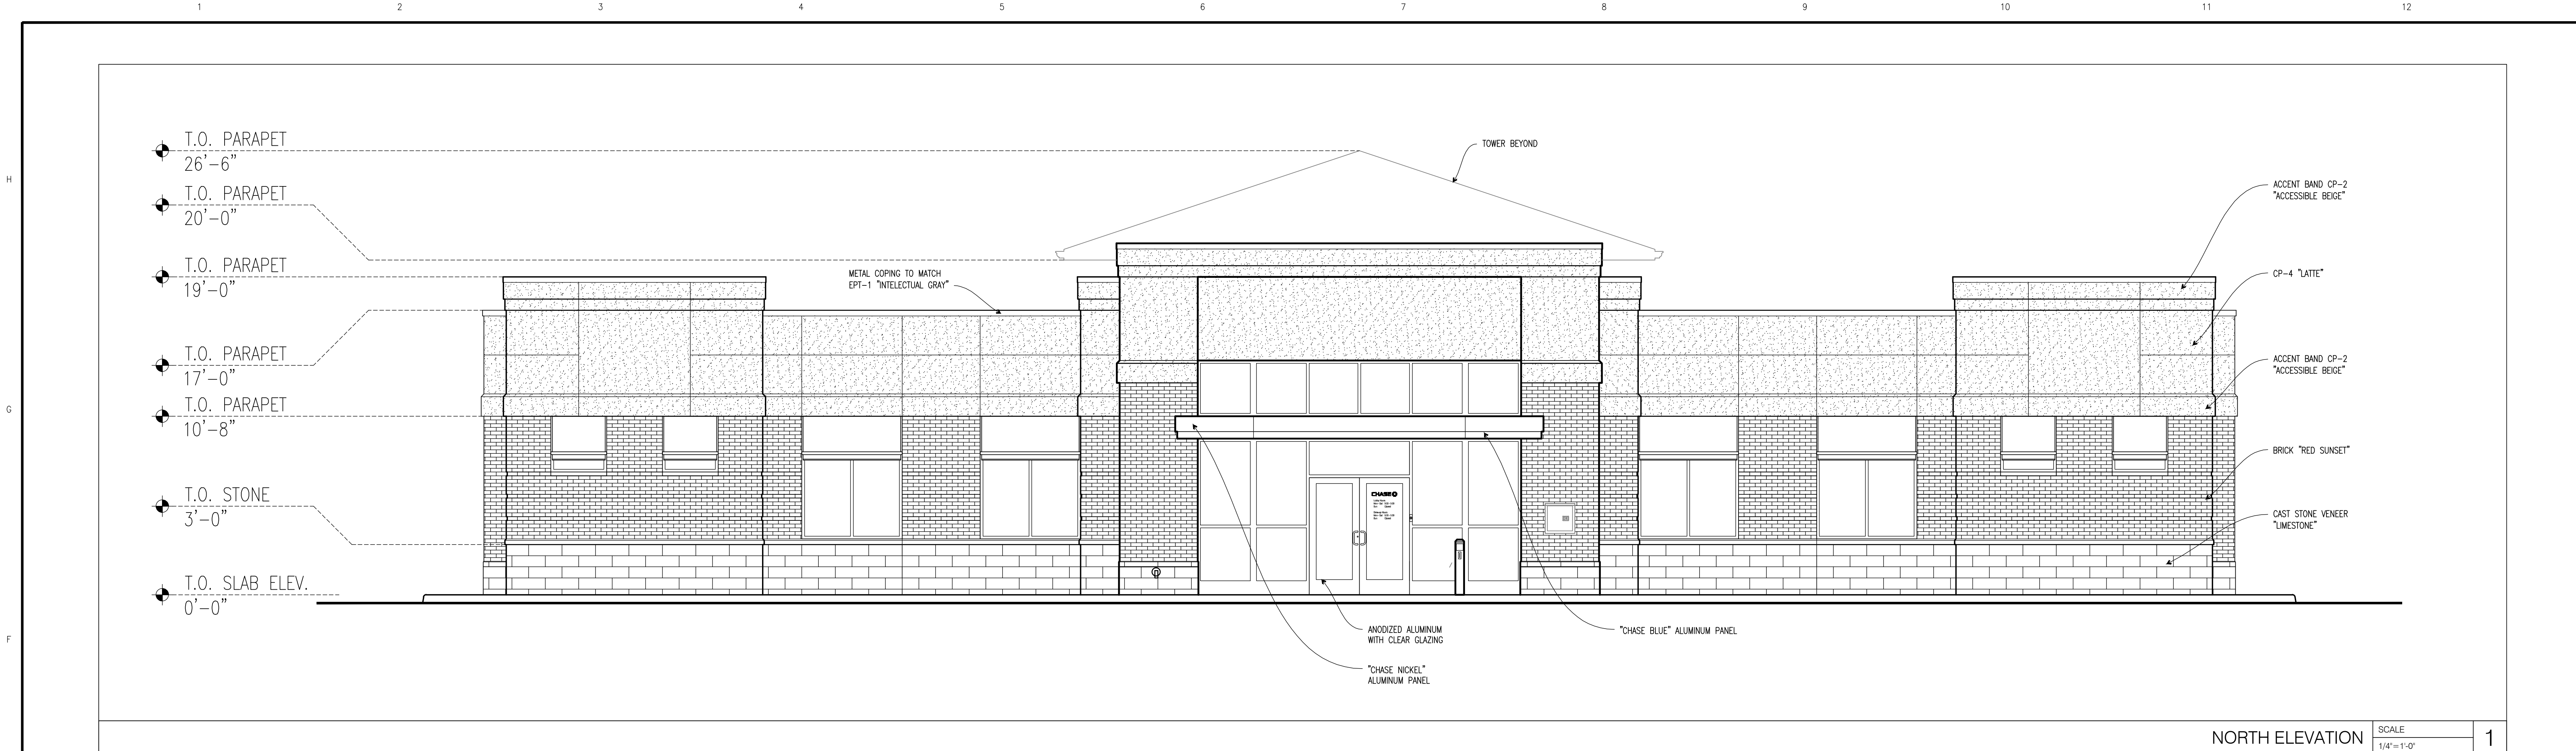 1 2 3 4 5 6 7 8 9 10 11 12
H
G
F
T.O. PARAPET
26'-6"
T.O. PARAPET
20'-0"
T.O. PARAPET
19'-0"
T.O. PARAPET
17'-0"
T.O. PARAPET
10'-8"
T.O. STONE
3'-0"
T.O. SLAB ELEV.
0'-0"
METAL COPING TO MATCH
EPT-1 "INTELECTUAL GRAY"
TOWER BEYOND
ACCENT BAND CP-2
"ACCESSIBLE BEIGE"
CP-4 "LATTE"
ACCENT BAND CP-2
"ACCESSIBLE BEIGE"
BRICK "RED SUNSET"
CAST STONE VENEER
"LIMESTONE"
CHASE
ANODIZED ALUMINUM
WITH CLEAR GLAZING
"CHASE BLUE" ALUMINUM PANEL
"CHASE NICKEL"
ALUMINUM PANEL
NORTH ELEVATION
SCALE
1/4"=1'-0"
1